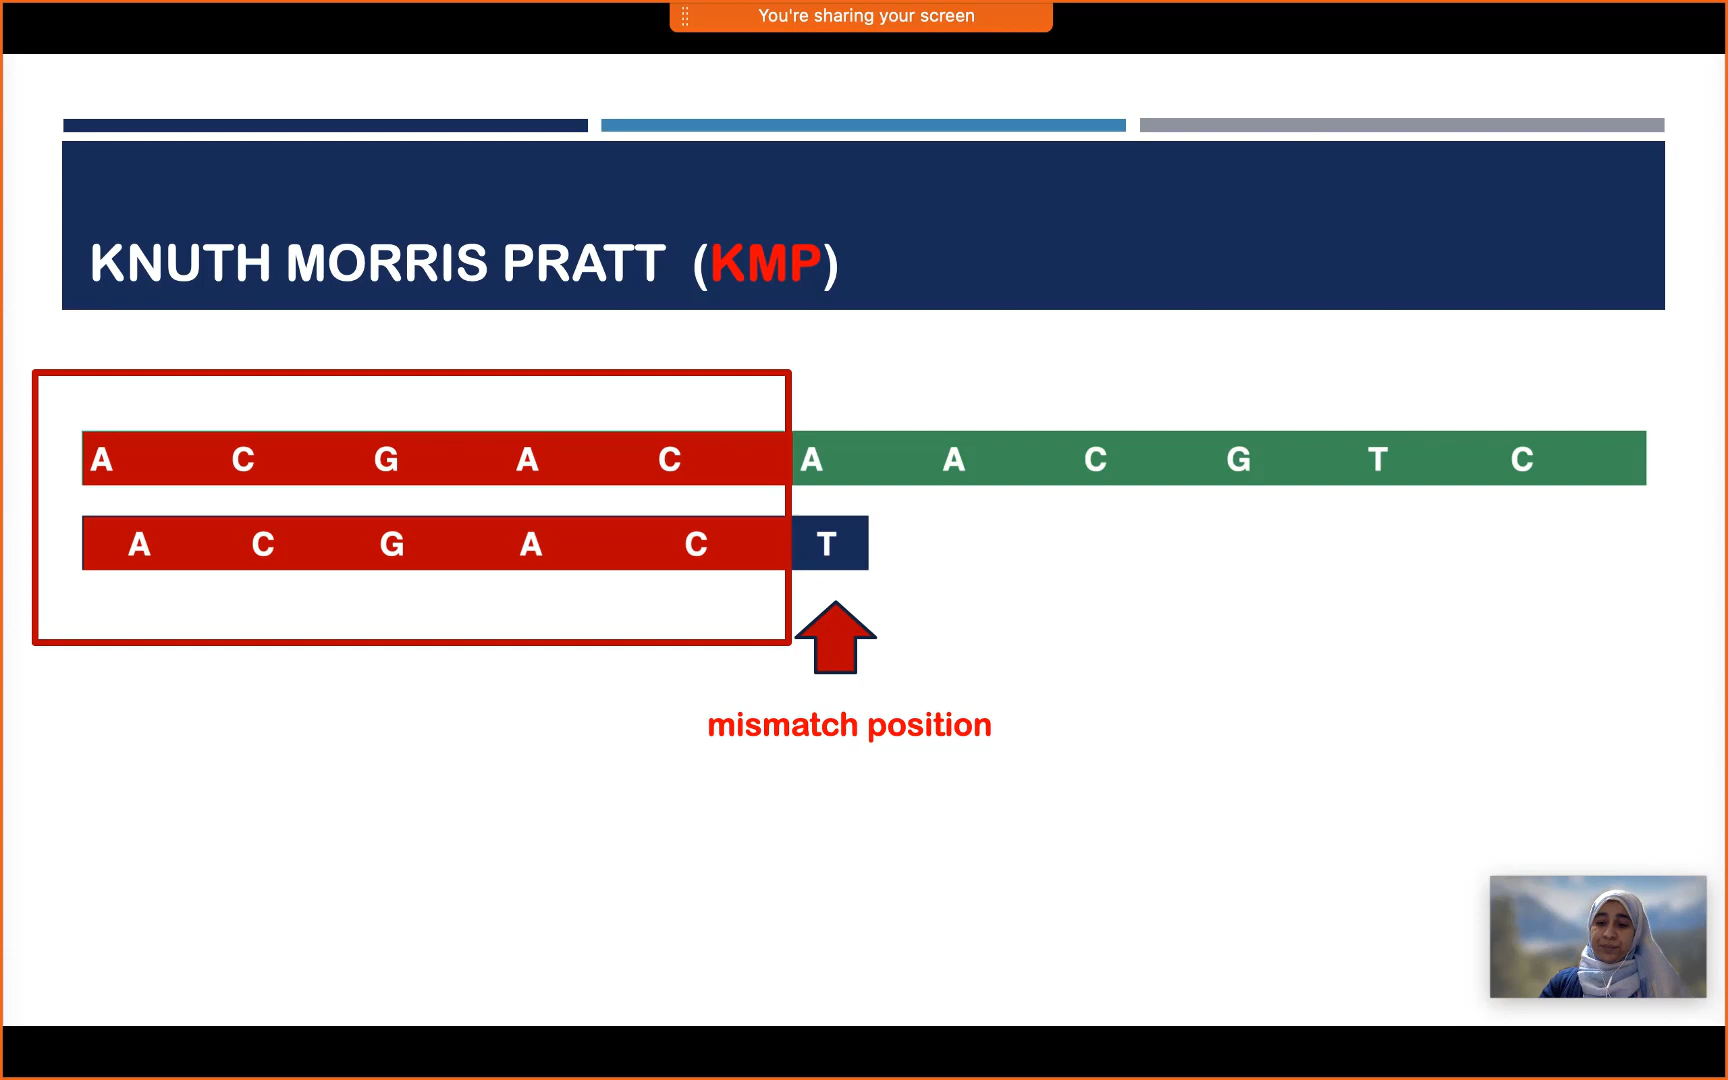 You're sharing your screen
KNUTH MORRIS PRATT (KMP)
A C G A C A A C G T C
A C G A C T
mismatch position